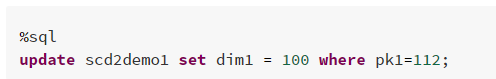 %sql
update scd2demo1 set dim1 = 100 where pk1=112;